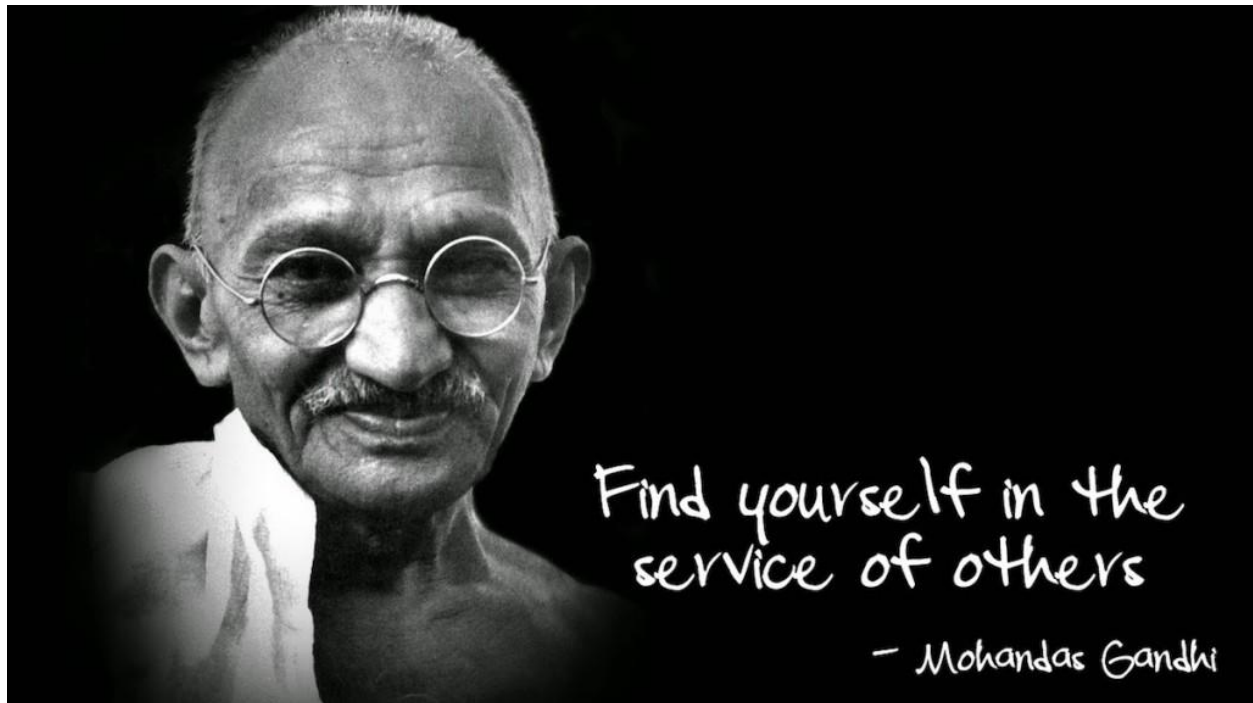 Find yourself in the
service of others
- Mohandas Gandhi